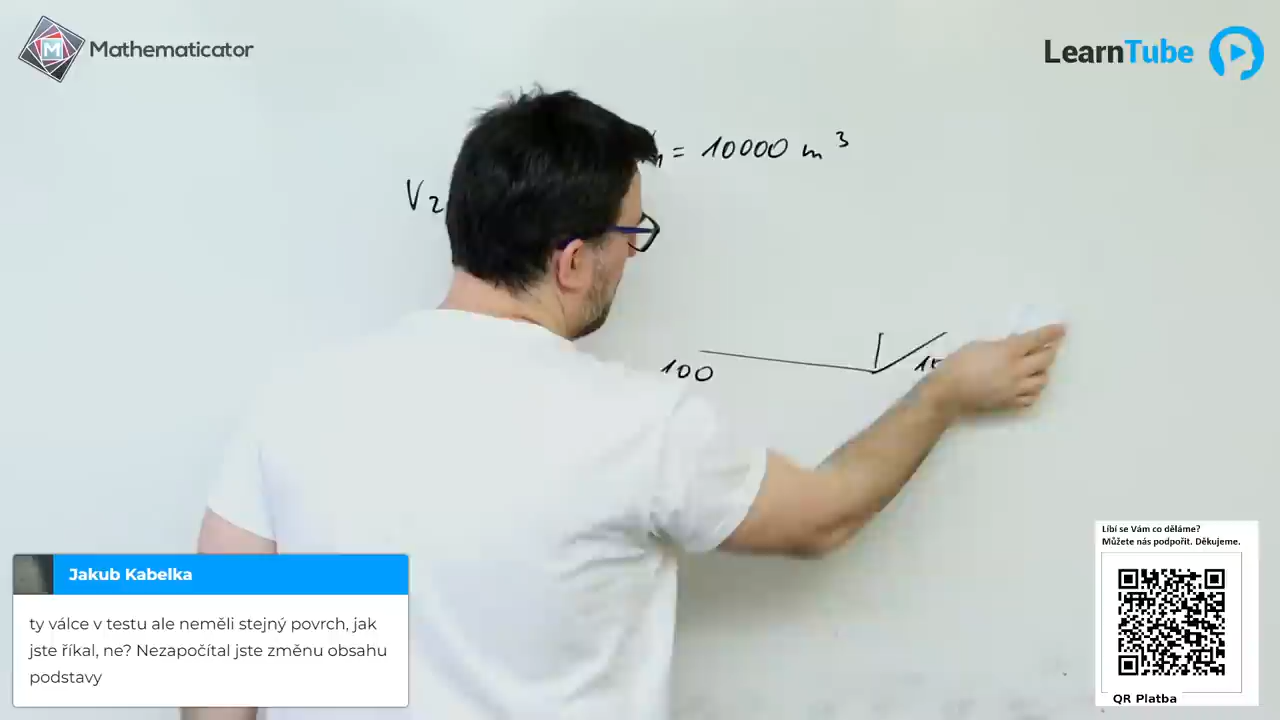 Mathematicator
LearnTube
= 10000 m³
V2
100
Líbí se Vám co děláme?
Můžete nás podpořit. Děkujeme.
QR Platba
Jakub Kabelka
ty válce v testu ale neměli stejný povrch, jak
jste říkal, ne? Nezapočítal jste změnu obsahu
podstavy